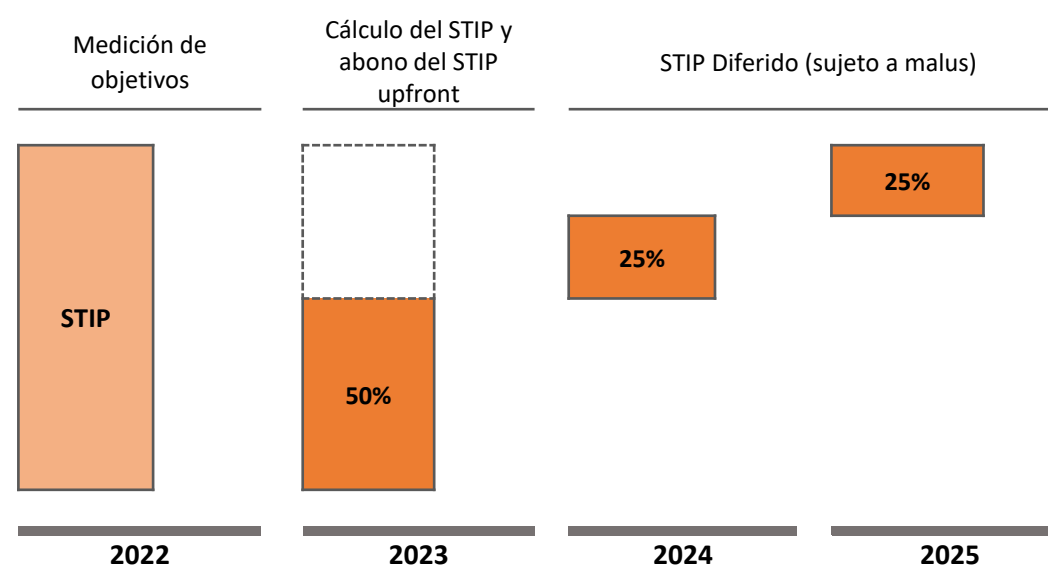 Medición de
objetivos
Cálculo del STIP y
abono del STIP
upfront
STIP Diferido (sujeto a malus)
STIP
50%
25%
25%
2022
2023
2024
2025